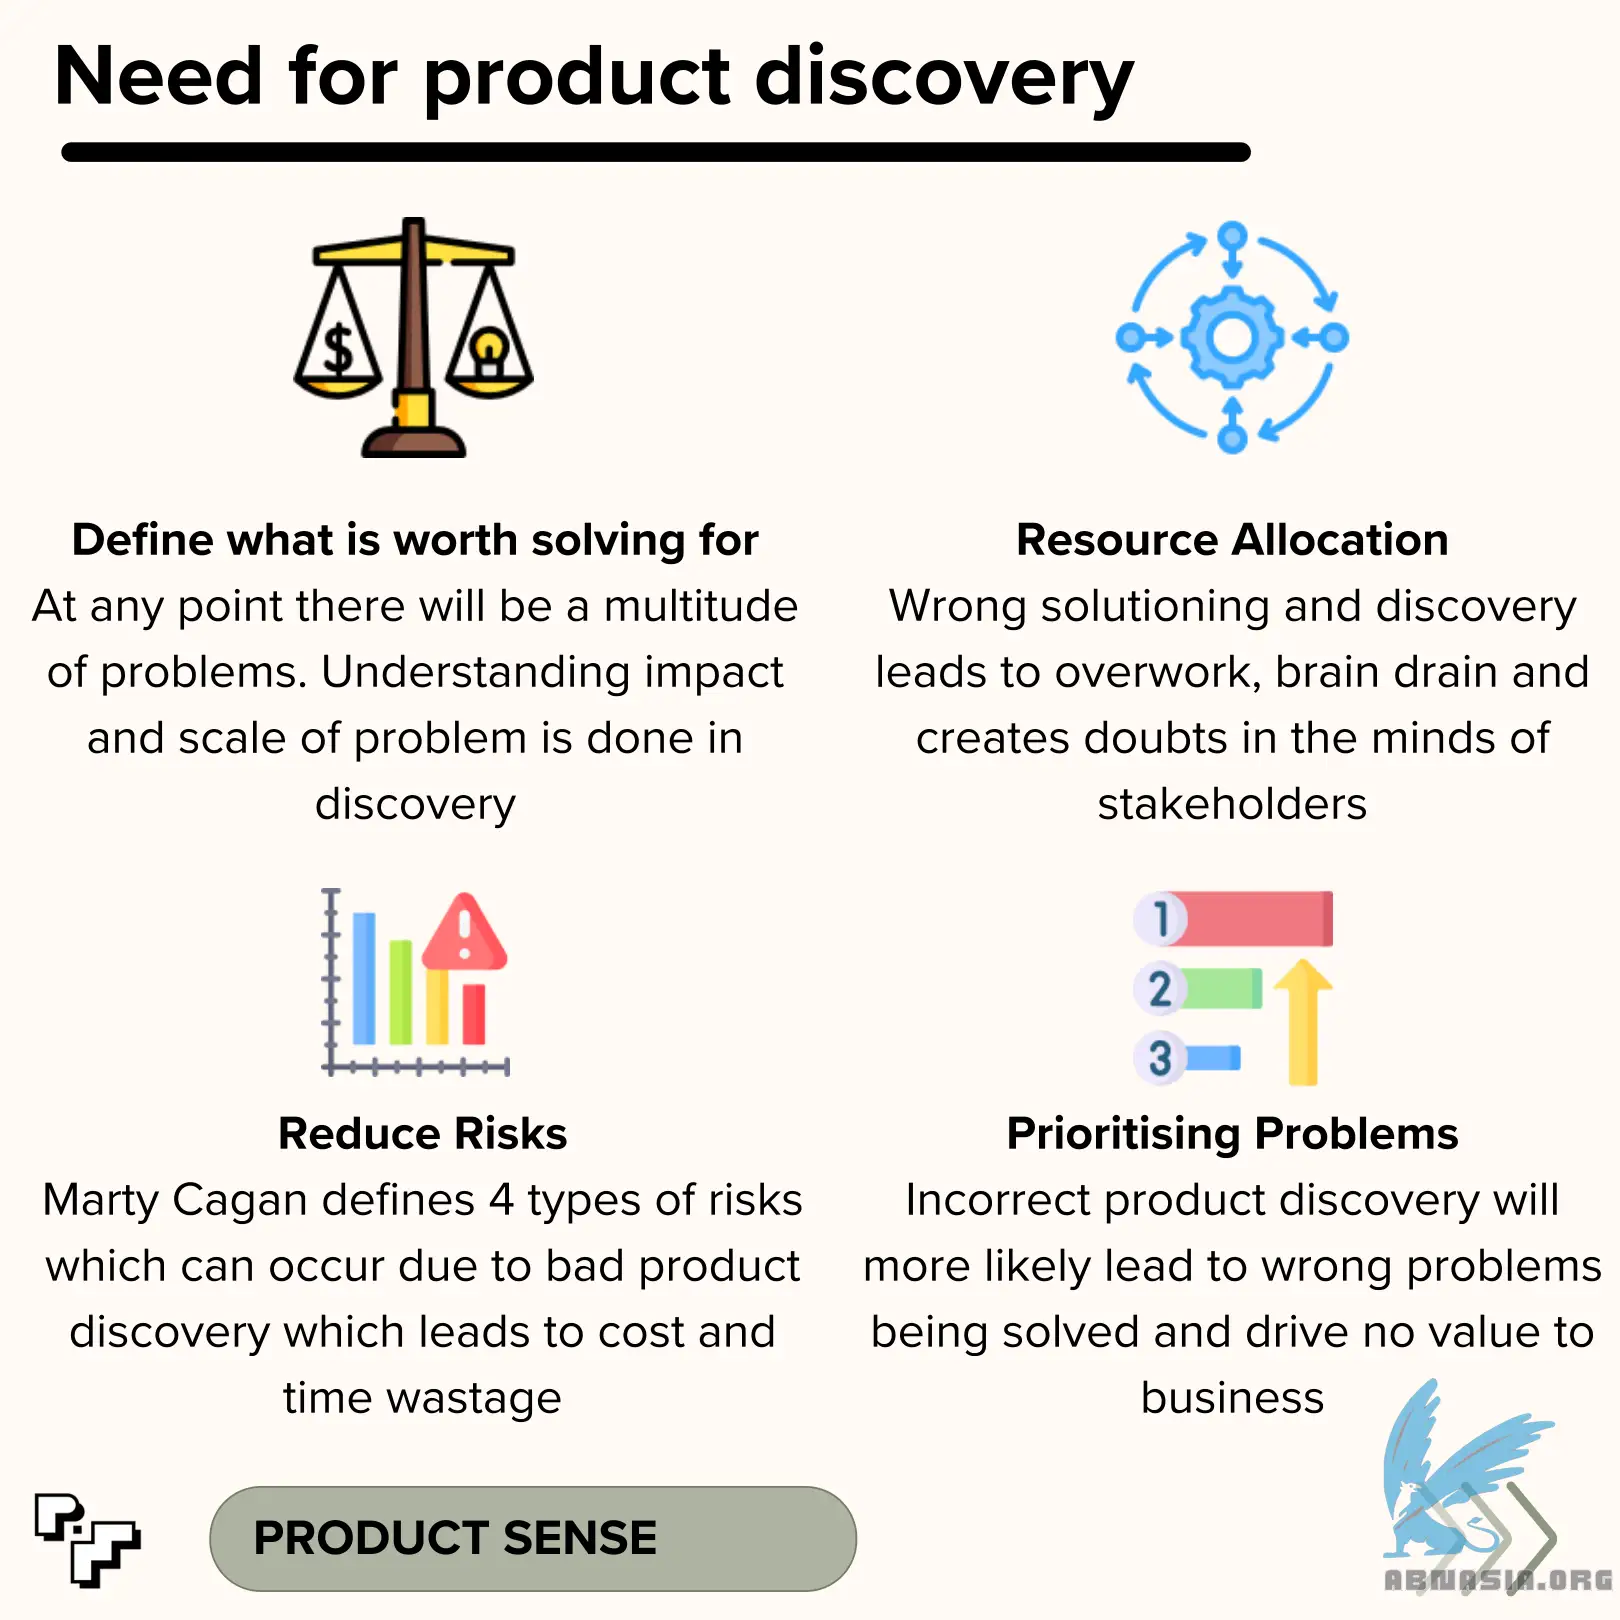 Need for product discovery
$
Define what is worth solving for
At any point there will be a multitude
of problems. Understanding impact
and scale of problem is done in
discovery
Resource Allocation
Wrong solutioning and discovery
leads to overwork, brain drain and
creates doubts in the minds of
stakeholders
1
2
3
Reduce Risks
Marty Cagan defines 4 types of risks
which can occur due to bad product
discovery which leads to cost and
time wastage
Prioritising Problems
Incorrect product discovery will
more likely lead to wrong problems
being solved and drive no value to
business
PRODUCT SENSE
ABMASIA.ORG